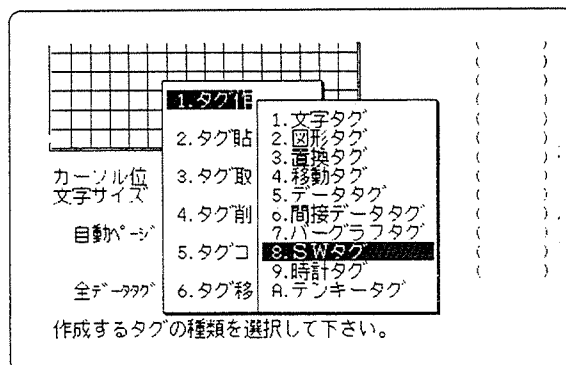 1.タグ作
2.タグ貼
3.タグ取
4.タグ削
5.タグコ
6.タグ移
1.文字タグ
2.図形タグ
3.置換タグ
4.移動タグ
5.データタグ
6.間接データタグ
7.バーグラフタグ
8.SWタグ
9.時計タグ
A.テンキータグ
カーソル位
文字サイズ
自動ページ
全データタグ
( )
( )
( )
( )
( )
( )
( )
( )
( )
( )
( )
( )
作成するタグの種類を選択して下さい。